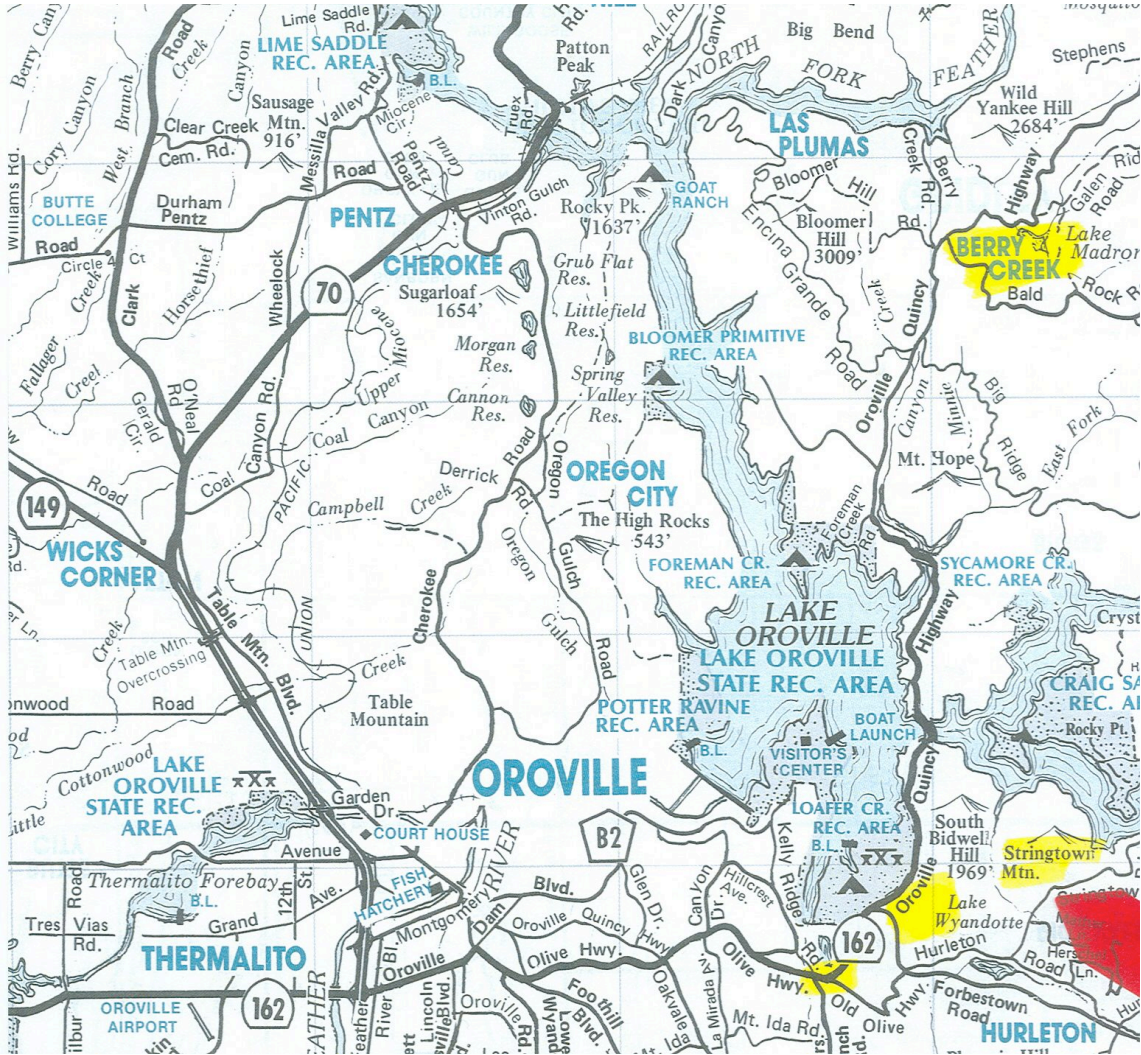 Lime Saddle
Rd.
LIME SADDLE
REC. AREA
B.L.
Berry Canyon
Cory Canyon
West Branch
Road
Creek
Canyon
Sausage
Mtn.
916'
Clear Creek
Cem. Rd.
Messilla Valley Rd.
Miocene
Cir.
Pentz
Road
Canal
Truex
Rd.
Patton
Peak
Rd.
Canyon
Dark
NORTH
FORK
FEATHER
Big Bend
Stephens
Wild
Yankee Hill
2684'
LAS
PLUMAS
Creek
Rd.
Berry
Highway
Galen
Road
Williams Rd.
BUTTE
COLLEGE
Road
Durham
Pentz
Road
PENTZ
Vinton Gulch
Rd.
GOAT
RANCH
Rocky Pk.
1637'
Bloomer
Hill
Rd.
Bloomer
Hill
3009'
Encina Grande
Road
BERRY
CREEK
Lake
Bald
Rock
Circle 4 Ct
Creek
Clark
Horsethief
Wheelock
70
CHEROKEE
Sugarloaf
1654'
Grub Flat
Res.
Littlefield
Res.
Morgan
Res.
Spring
Valley
Res.
Cannon
Res.
BLOOMER PRIMITIVE
REC. AREA
Creek
Quincy
Oroville
Fallager
O'Neal
Rd
Gerald
Cir
Canyon Rd.
Coal
Miocene
Upper
Coal Canyon
PACIFIC
Canyon
Minnie
Big
Ridge
East Fork
Mt. Hope
149
Road
WICKS
CORNER
Derrick
Road
Rd
Campbell
Creek
Oregon
OREGON
CITY
The High Rocks
543'
Oregon
Gulch
Gulch
Road
Cherokee
Foreman
Creek
Rd
FOREMAN CR.
REC. AREA
SYCAMORE CR.
REC. AREA
LAKE
OROVILLE
LAKE OROVILLE
STATE REC. AREA
Highway
Ln.
Creek
Table Mtn.
Overcrossing
Table Mtn.
Blvd.
UNION
Creek
Table
Mountain
Road
POTTER RAVINE
REC. AREA
B.L.
BOAT
LAUNCH
VISITOR'S
CENTER
Rocky Pt.
Cottonwood
LAKE
OROVILLE
STATE REC.
AREA
OROVILLE
Garden
Dr.
COURT HOUSE
RIVER
B2
LOAFER CR.
REC. AREA
B.L.
Quincy
South
Bidwell
Hill
1969'
Stringtown
Mtn.
Avenue
Thermalito Forebay
B.L.
Road
12th
St.
Ave.
Grand
Tres Vias
Rd.
FISH
HATCHERY
Montgomery
Dam
Blvd.
Oroville
Quincy
Hwy
Glen Dr.
Canyon
Dr.
Hillcrest
Ave.
Kelly Ridge
Rd.
Oroville
Lake
Wyandotte
162
Hurleton
Road
Ln.
THERMALITO
162
OROVILLE
AIRPORT
FEATHER
River
Bl.
Oroville
Lincoln
Blvd.
Oroville
Olive Hwy.
Foothill
Blvd.
Oakvale
La Mirada A.
Olive
Hwy.
Mt. Ida Rd.
Mt. Ida
Old
Olive
Hwy.
Forbestown
Road
HURLETON